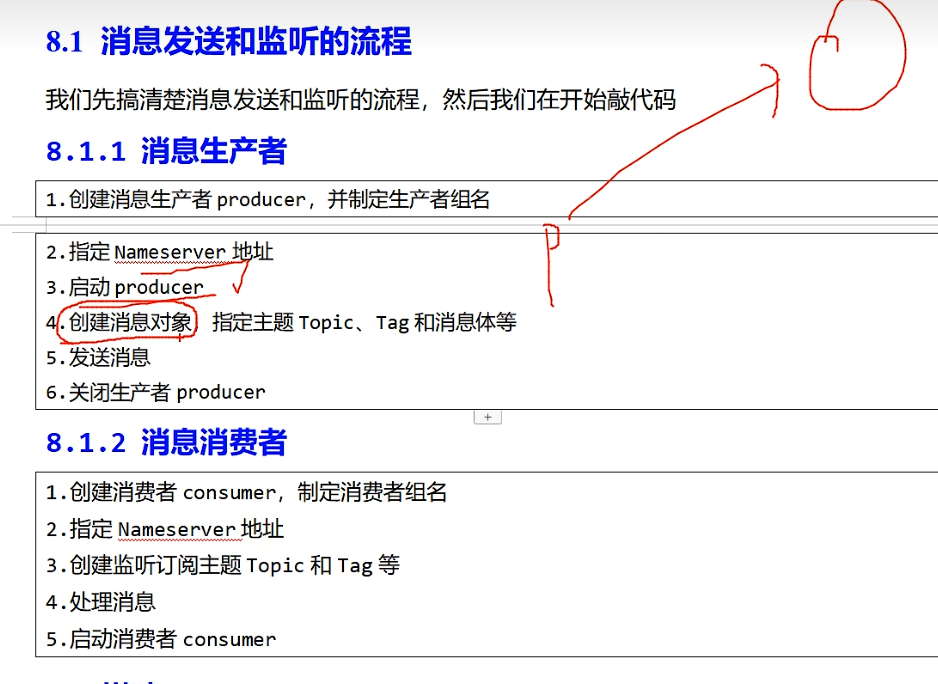 8.1 消息发送和监听的流程
我们先搞清楚消息发送和监听的流程，然后我们在开始敲代码
8.1.1 消息生产者
1.创建消息生产者 producer，并制定生产者组名
2.指定 Nameserver 地址
3.启动 producer
4.创建消息对象 指定主题 Topic、Tag 和消息体等
5.发送消息
6.关闭生产者 producer
8.1.2 消息消费者
1.创建消费者 consumer，制定消费者组名
2.指定 Nameserver 地址
3.创建监听订阅主题 Topic 和 Tag 等
4.处理消息
5.启动消费者 consumer
P